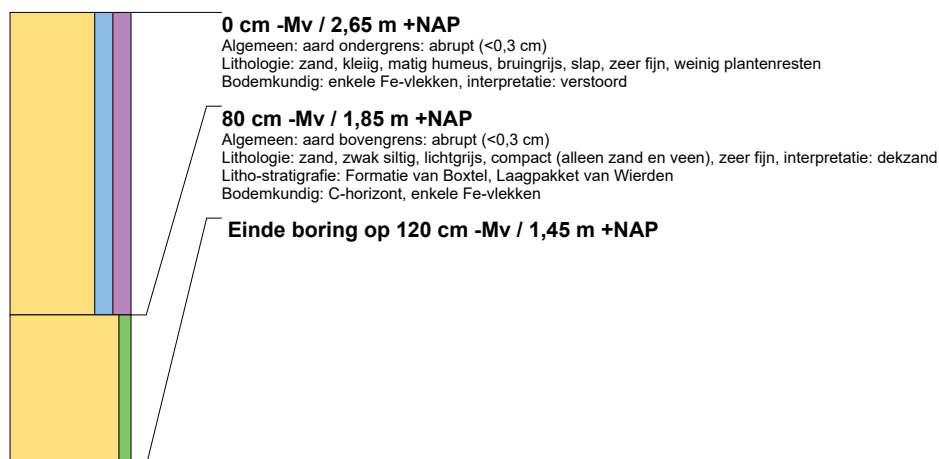 0 cm -Mv / 2,65 m +NAP
Algemeen: aard ondergrens: abrupt (<0,3 cm)
Lithologie: zand, kleiig, matig humeus, bruingrijs, slap, zeer fijn, weinig plantenresten
Bodemkundig: enkele Fe-vlekken, interpretatie: verstoord
80 cm -Mv / 1,85 m +NAP
Algemeen: aard bovengrens: abrupt (<0,3 cm)
Lithologie: zand, zwak siltig, lichtgrijs, compact (alleen zand en veen), zeer fijn, interpretatie: dekzand
Litho-stratigrafie: Formatie van Boxtel, Laagpakket van Wierden
Bodemkundig: C-horizont, enkele Fe-vlekken
Einde boring op 120 cm -Mv / 1,45 m +NAP